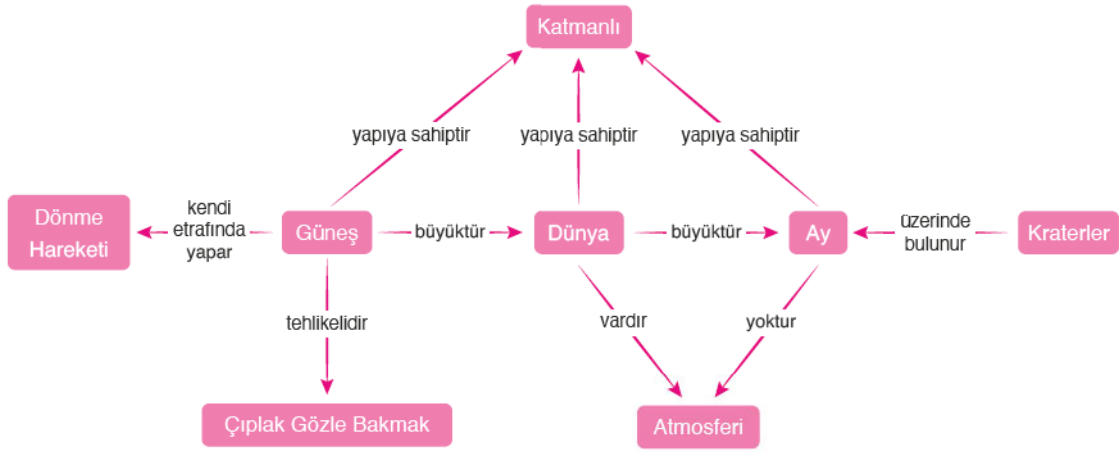 Katmanlı
yapıya sahiptir
yapıya sahiptir
yapıya sahiptir
Dönme
Hareketi
kendi
etrafında
yapar
Güneş
büyüktür
Dünya
büyüktür
Ay
üzerinde
bulunur
Kraterler
tehlikelidir
vardır
yoktur
Çıplak Gözle Bakmak
Atmosferi